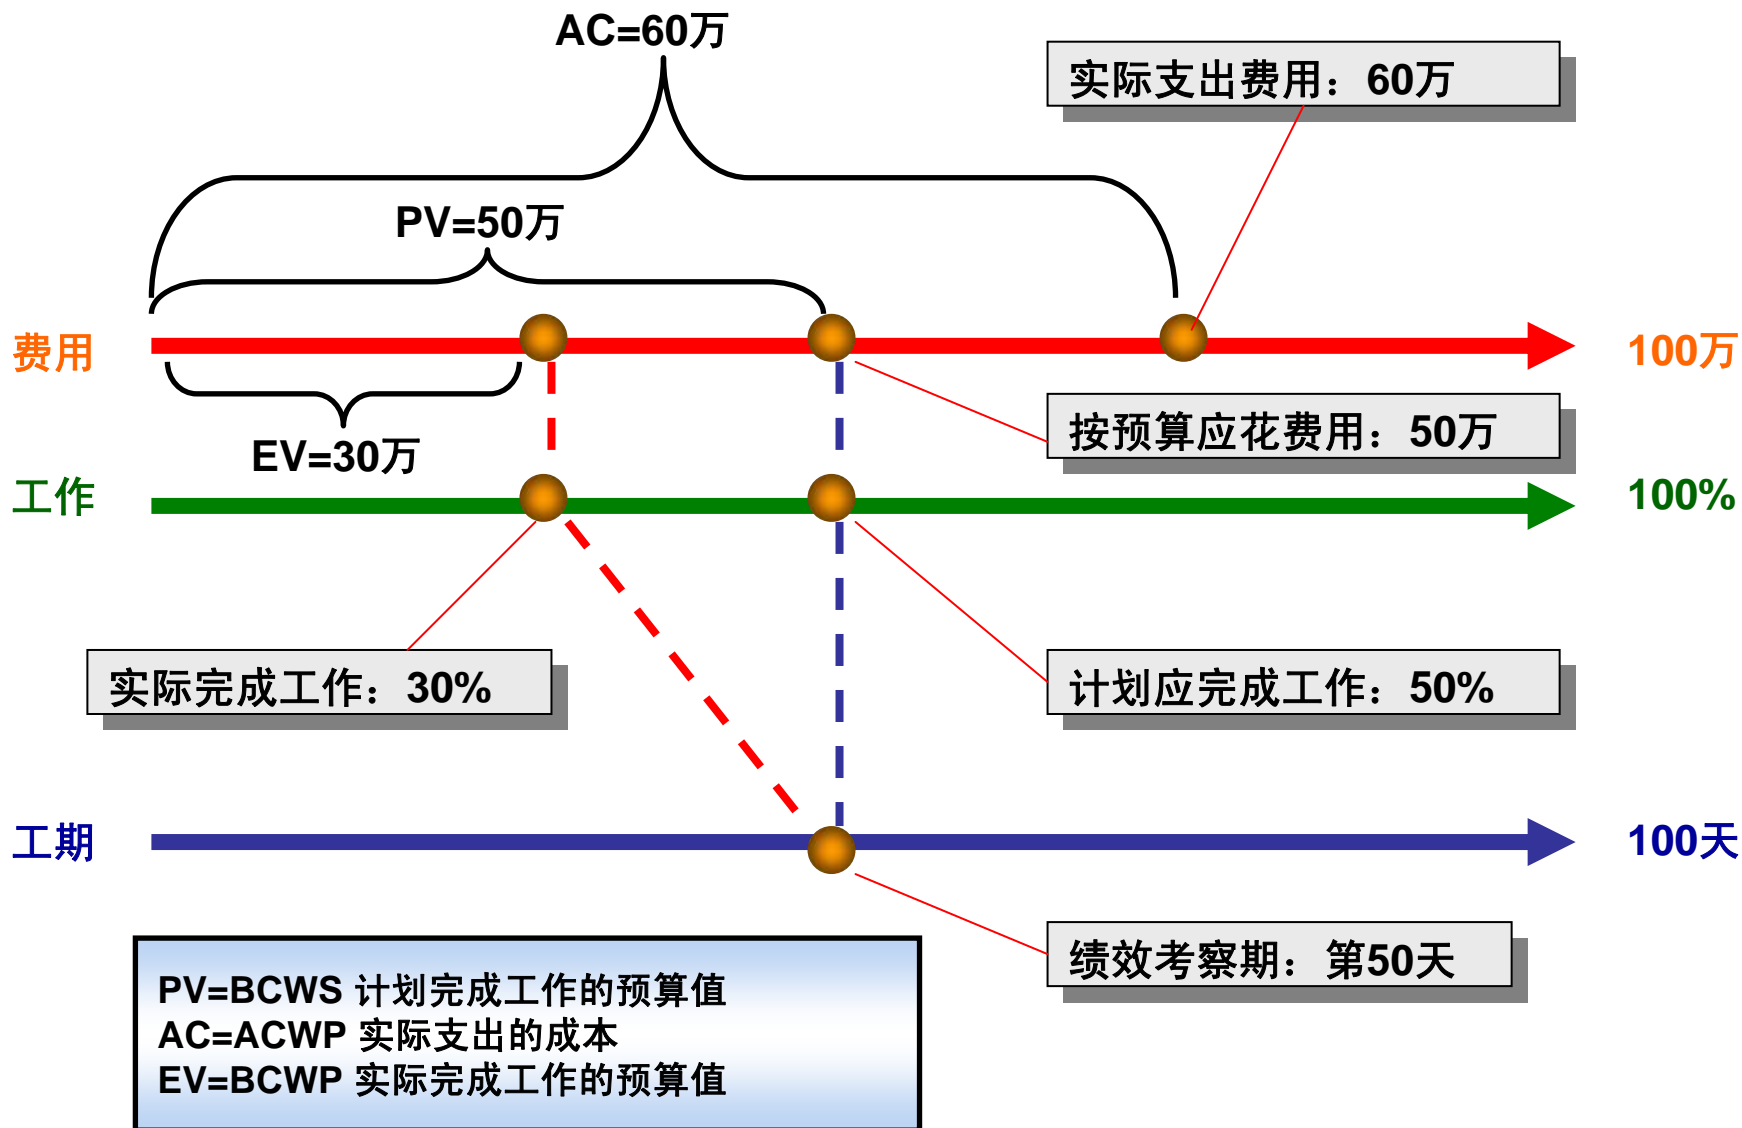 AC=60万
实际支出费用：60万
PV=50万
费用
100万
按预算应花费用：50万
EV=30万
工作
100%
实际完成工作：30%
计划应完成工作：50%
工期
100天
绩效考察期：第50天
PV=BCWS 计划完成工作的预算值
AC=ACWP 实际支出的成本
EV=BCWP 实际完成工作的预算值